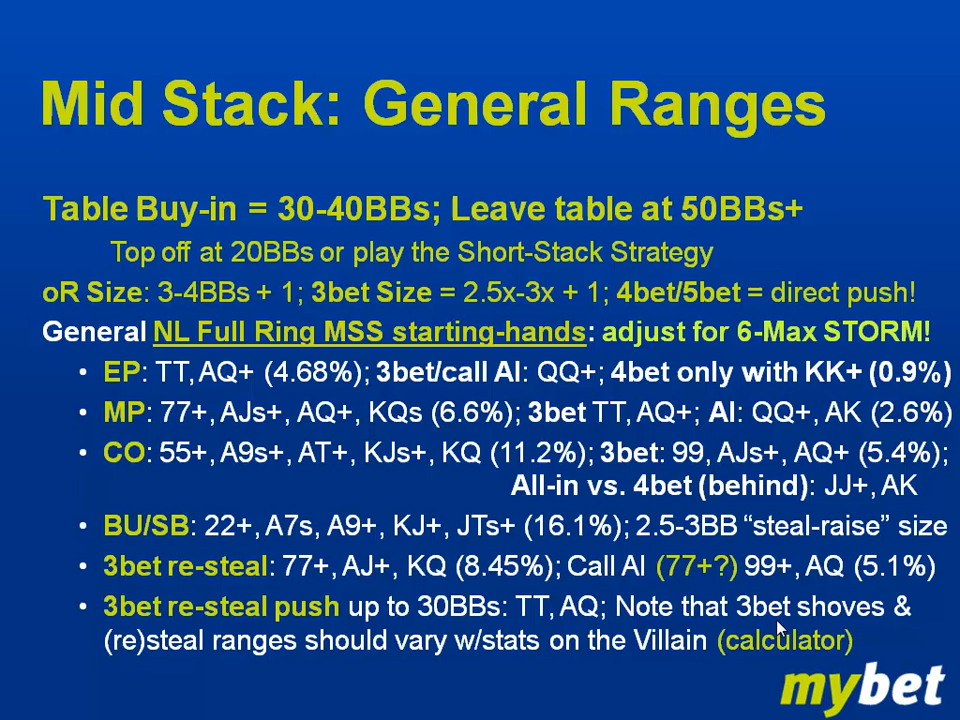 Mid Stack: General Ranges
Table Buy-in = 30-40BBs; Leave table at 50BBs+
Top off at 20BBs or play the Short-Stack Strategy
oR Size: 3-4BBs + 1; 3bet Size = 2.5x-3x + 1; 4bet/5bet = direct push!
General NL Full Ring MSS starting-hands: adjust for 6-Max STORM!
• EP: TT, AQ+ (4.68%); 3bet/call AI: QQ+; 4bet only with KK+ (0.9%)
• MP: 77+, AJs+, AQ+, KQs (6.6%); 3bet TT, AQ+; AI: QQ+, AK (2.6%)
• CO: 55+, A9s+, AT+, KJs+, KQ (11.2%); 3bet: 99, AJs+, AQ+ (5.4%);
All-in vs. 4bet (behind): JJ+, AK
• BU/SB: 22+, A7s, A9+, KJ+, JTs+ (16.1%); 2.5-3BB “steal-raise” size
• 3bet re-steal: 77+, AJ+, KQ (8.45%); Call AI (77+?) 99+, AQ (5.1%)
• 3bet re-steal push up to 30BBs: TT, AQ; Note that 3bet shoves &
(re)steal ranges should vary w/stats on the Villain (calculator)
mybet